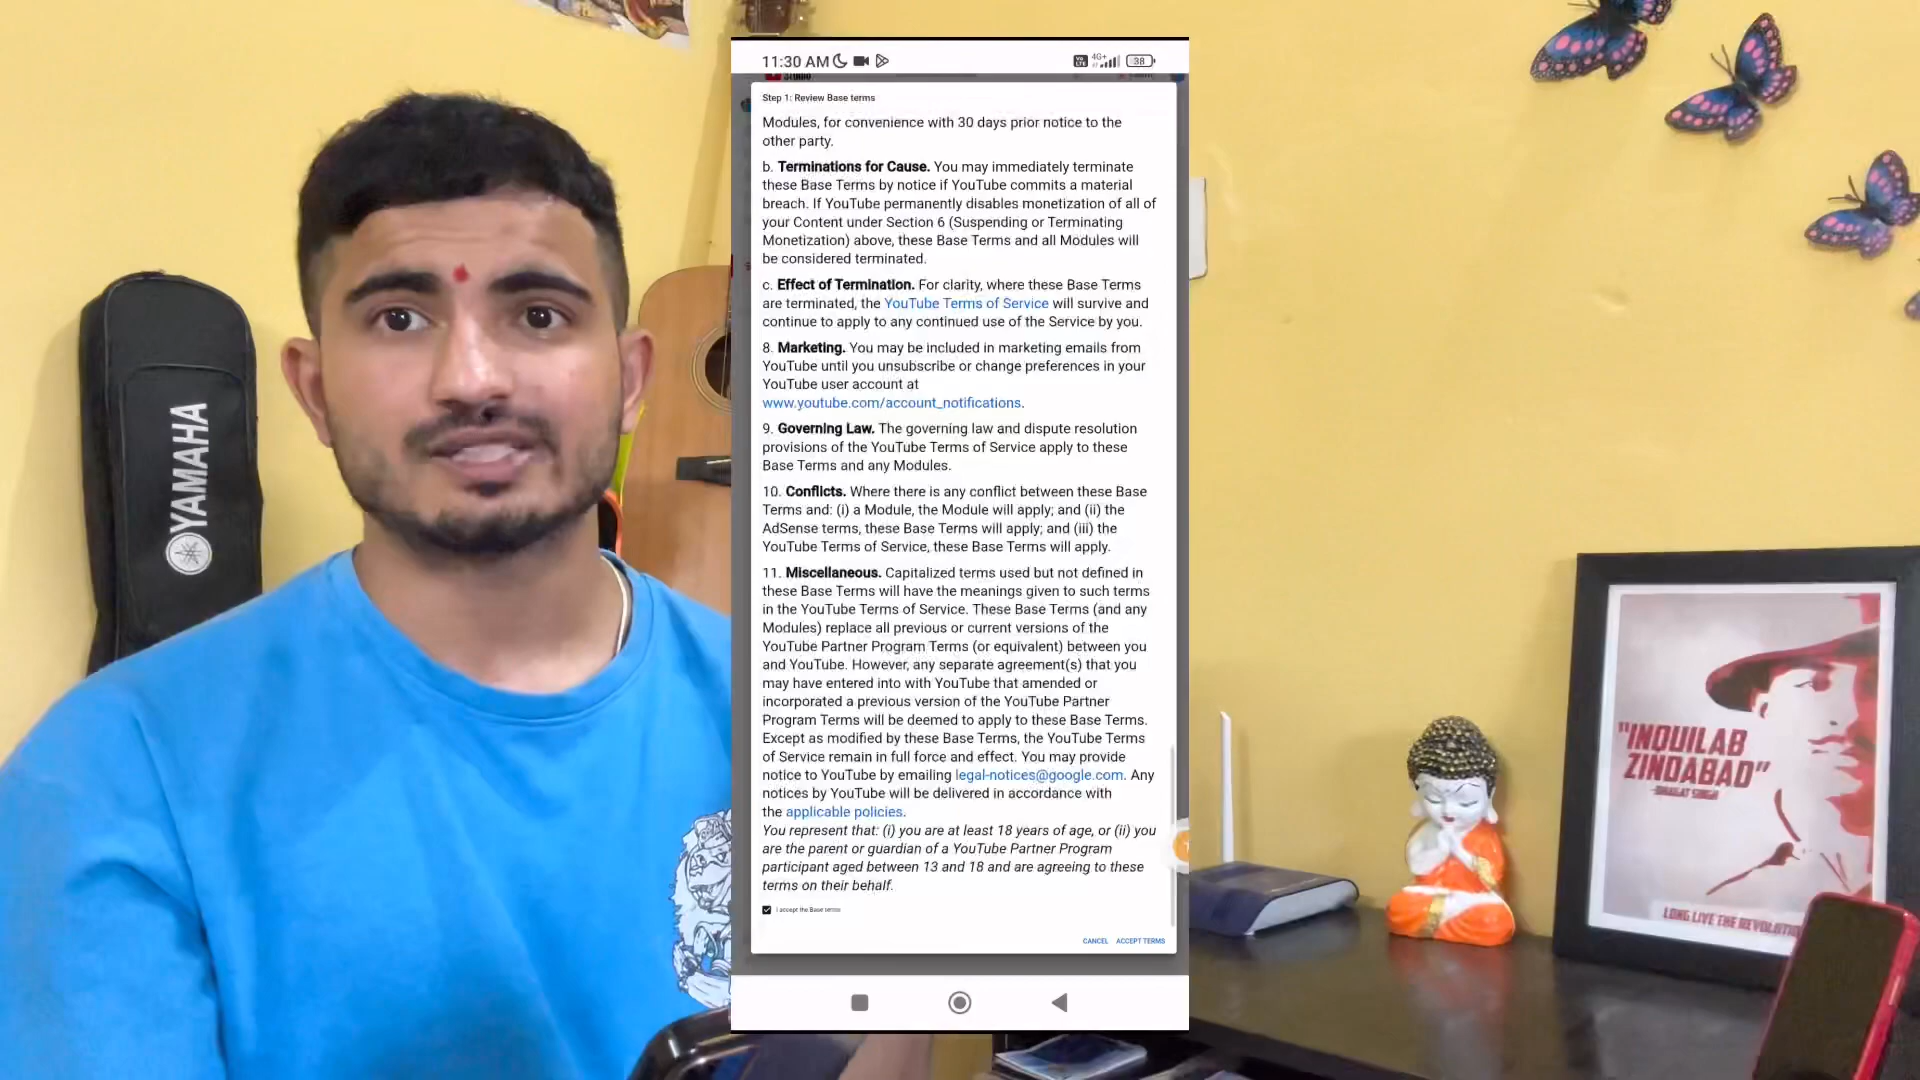 11:30 AM
4G+
38
Studio
Step 1: Review Base terms
Modules, for convenience with 30 days prior notice to the
other party.
b. Terminations for Cause. You may immediately terminate
these Base Terms by notice if YouTube commits a material
breach. If YouTube permanently disables monetization of all of
your Content under Section 6 (Suspending or Terminating
Monetization) above, these Base Terms and all Modules will
be considered terminated.
c. Effect of Termination. For clarity, where these Base Terms
are terminated, the YouTube Terms of Service will survive and
continue to apply to any continued use of the Service by you.
8. Marketing. You may be included in marketing emails from
YouTube until you unsubscribe or change preferences in your
YouTube user account at
www.youtube.com/account_notifications.
9. Governing Law. The governing law and dispute resolution
provisions of the YouTube Terms of Service apply to these
Base Terms and any Modules.
10. Conflicts. Where there is any conflict between these Base
Terms and: (i) a Module, the Module will apply; and (ii) the
AdSense terms, these Base Terms will apply; and (iii) the
YouTube Terms of Service, these Base Terms will apply.
11. Miscellaneous. Capitalized terms used but not defined in
these Base Terms will have the meanings given to such terms
in the YouTube Terms of Service. These Base Terms (and any
Modules) replace all previous or current versions of the
YouTube Partner Program Terms (or equivalent) between you
and YouTube. However, any separate agreement(s) that you
may have entered into with YouTube that amended or
incorporated a previous version of the YouTube Partner
Program Terms will be deemed to apply to these Base Terms.
Except as modified by these Base Terms, the YouTube Terms
of Service remain in full force and effect. You may provide
notice to YouTube by emailing legal-notices@google.com. Any
notices by YouTube will be delivered in accordance with
the applicable policies.
You represent that: (i) you are at least 18 years of age, or (ii) you
are the parent or guardian of a YouTube Partner Program
participant aged between 13 and 18 and are agreeing to these
terms on their behalf.
I accept the Base terms
CANCEL ACCEPT TERMS
YAMAHA
"INQUILAB
ZINDABAD"
-BHAGAT SINGH
LONG LIVE THE REVOLUTION